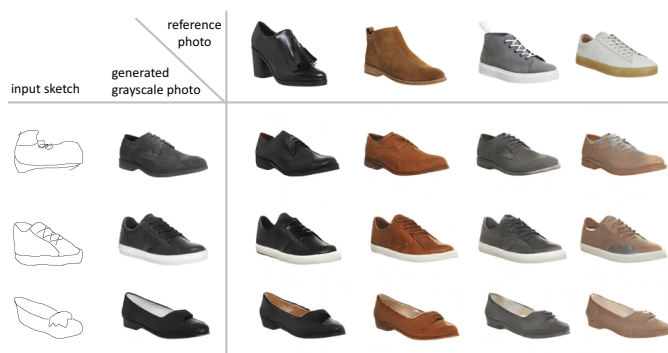 reference
photo
input sketch
generated
grayscale photo